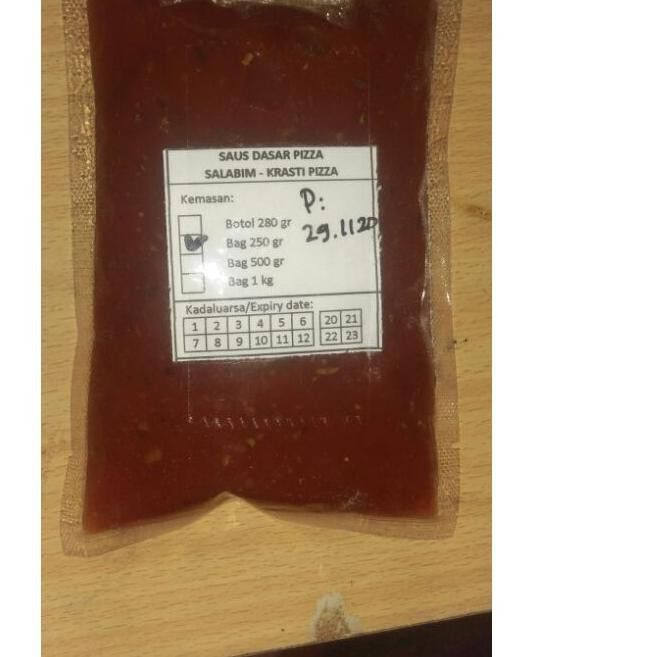 SAUS DASAR PIZZA
SALABIM - KRASTI PIZZA
Kemasan:
P:
29.11.20
Botol 280 gr
Bag 250 gr
Bag 500 gr
Bag 1 kg
Kadaluarsa/Expiry date:
1 2 3 4 5 6 20 21
7 8 9 10 11 12 22 23